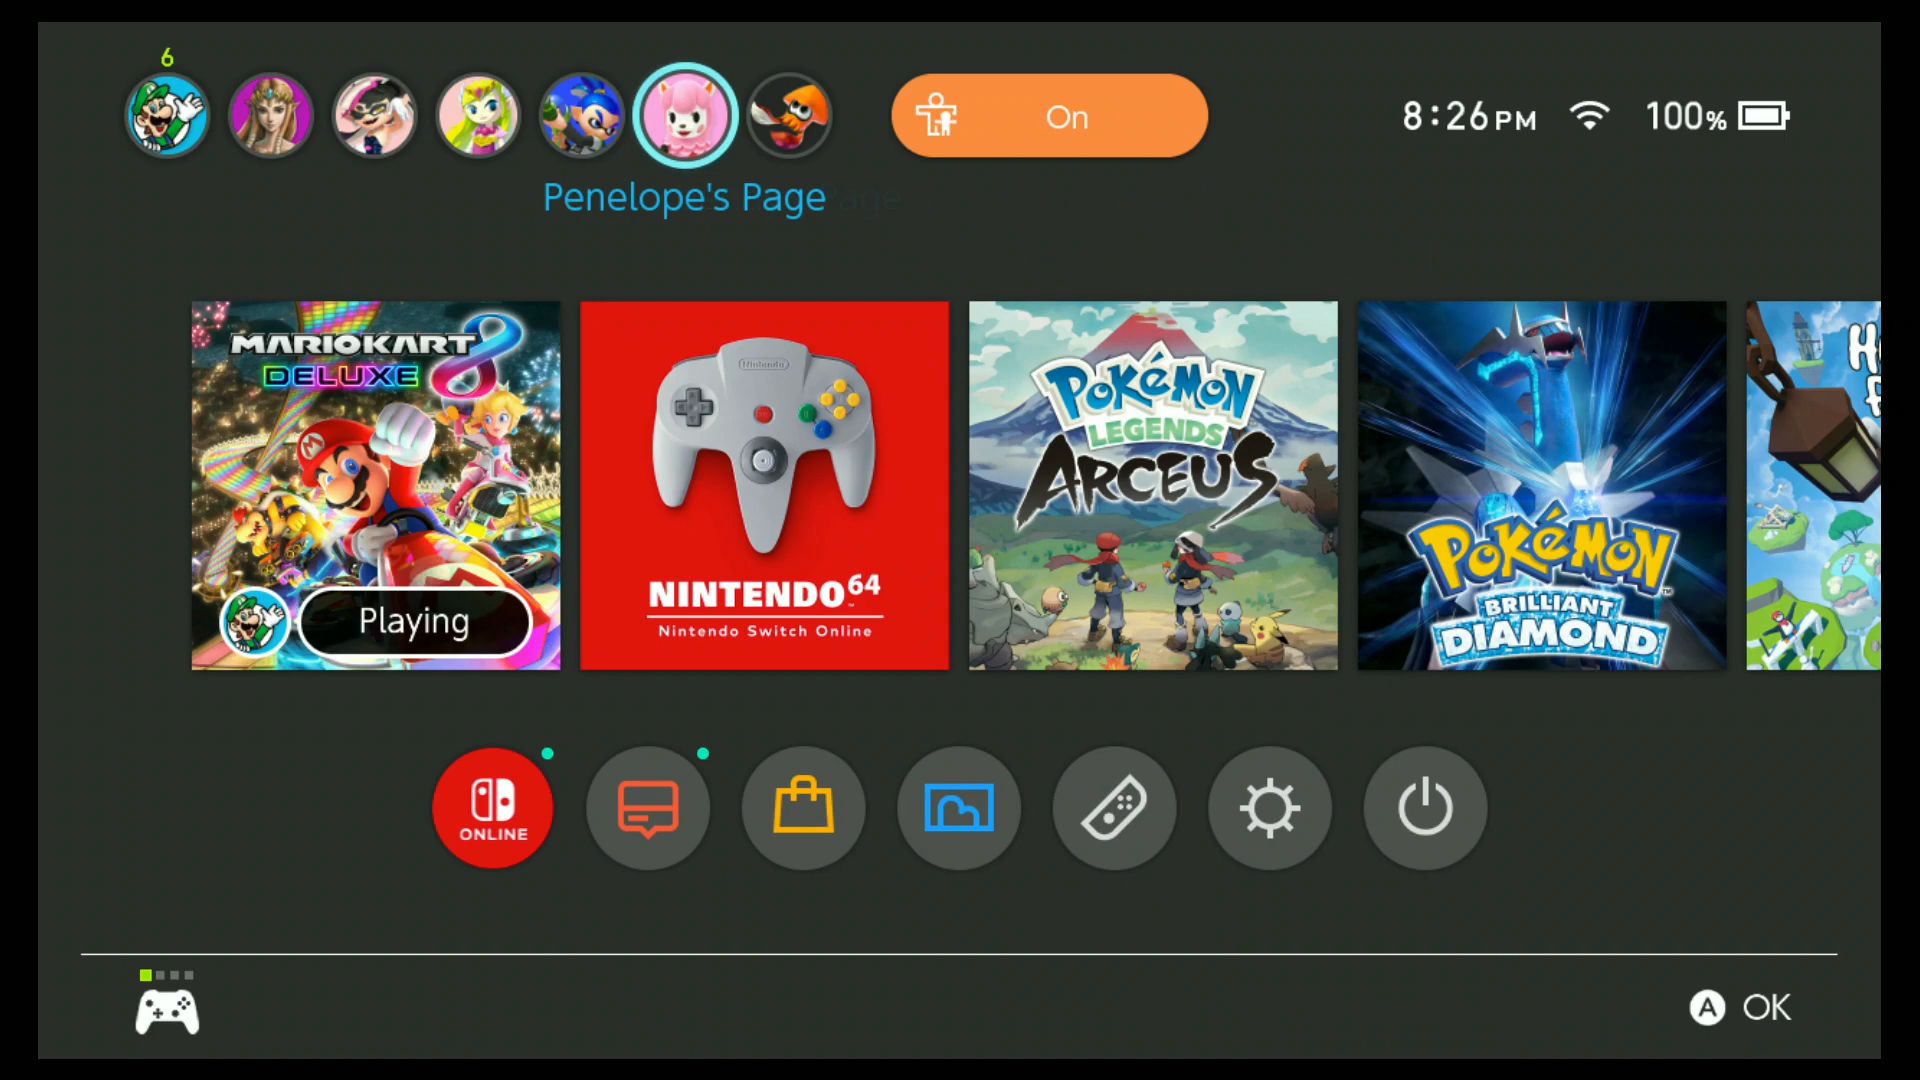 6
On
8:26 PM
100%
Penelope's Page
MARIOKART 8
DELUXE
Playing
Nintendo
NINTENDO 64
Nintendo Switch Online
POKéMON
LEGENDS
ARCEUS
POKéMON
BRILLIANT
DIAMOND
ONLINE
A OK